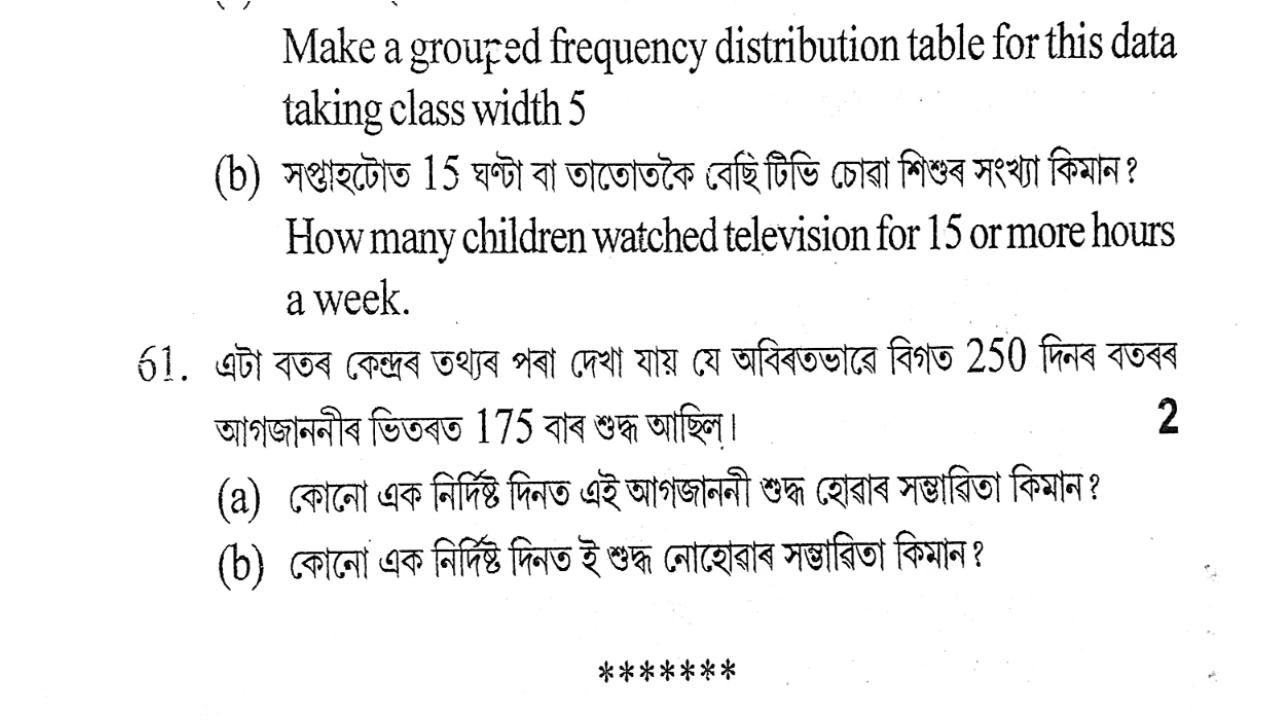 Make a grouped frequency distribution table for this data
taking class width 5
(b) সপ্তাহটোত 15 ঘণ্টা বা তাতোতকৈ বেছি টিভি চোৱা শিশুৰ সংখ্যা কিমান?
How many children watched television for 15 or more hours
a week.
61. এটা বতৰ কেন্দ্ৰৰ তথ্যৰ পৰা দেখা যায় যে অবিৰতভাৱে বিগত 250 দিনৰ বতৰৰ
আগজাননীৰ ভিতৰত 175 বাৰ শুদ্ধ আছিল। 2
(a) কোনো এক নিৰ্দিষ্ট দিনত এই আগজাননী শুদ্ধ হোৱাৰ সম্ভাৱিতা কিমান?
(b) কোনো এক নিৰ্দিষ্ট দিনত ই শুদ্ধ নোহোৱাৰ সম্ভাৱিতা কিমান?
*******